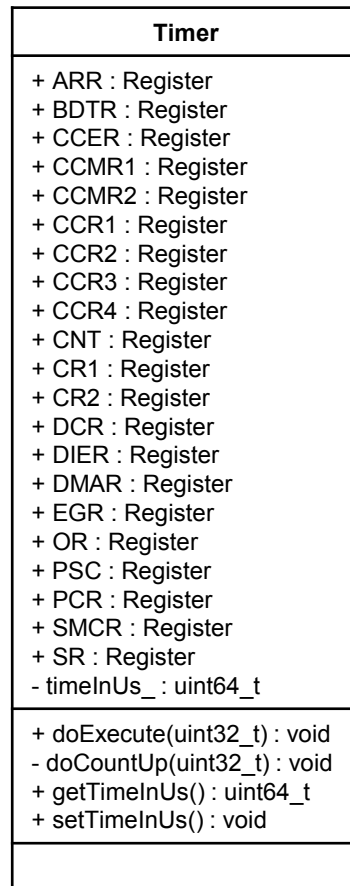 Timer
+ ARR : Register
+ BDTR : Register
+ CCER : Register
+ CCMR1 : Register
+ CCMR2 : Register
+ CCR1 : Register
+ CCR2 : Register
+ CCR3 : Register
+ CCR4 : Register
+ CNT : Register
+ CR1 : Register
+ CR2 : Register
+ DCR : Register
+ DIER : Register
+ DMAR : Register
+ EGR : Register
+ OR : Register
+ PSC : Register
+ PCR : Register
+ SMCR : Register
+ SR : Register
- timeInUs_ : uint64_t
+ doExecute(uint32_t) : void
- doCountUp(uint32_t) : void
+ getTimeInUs() : uint64_t
+ setTimeInUs() : void